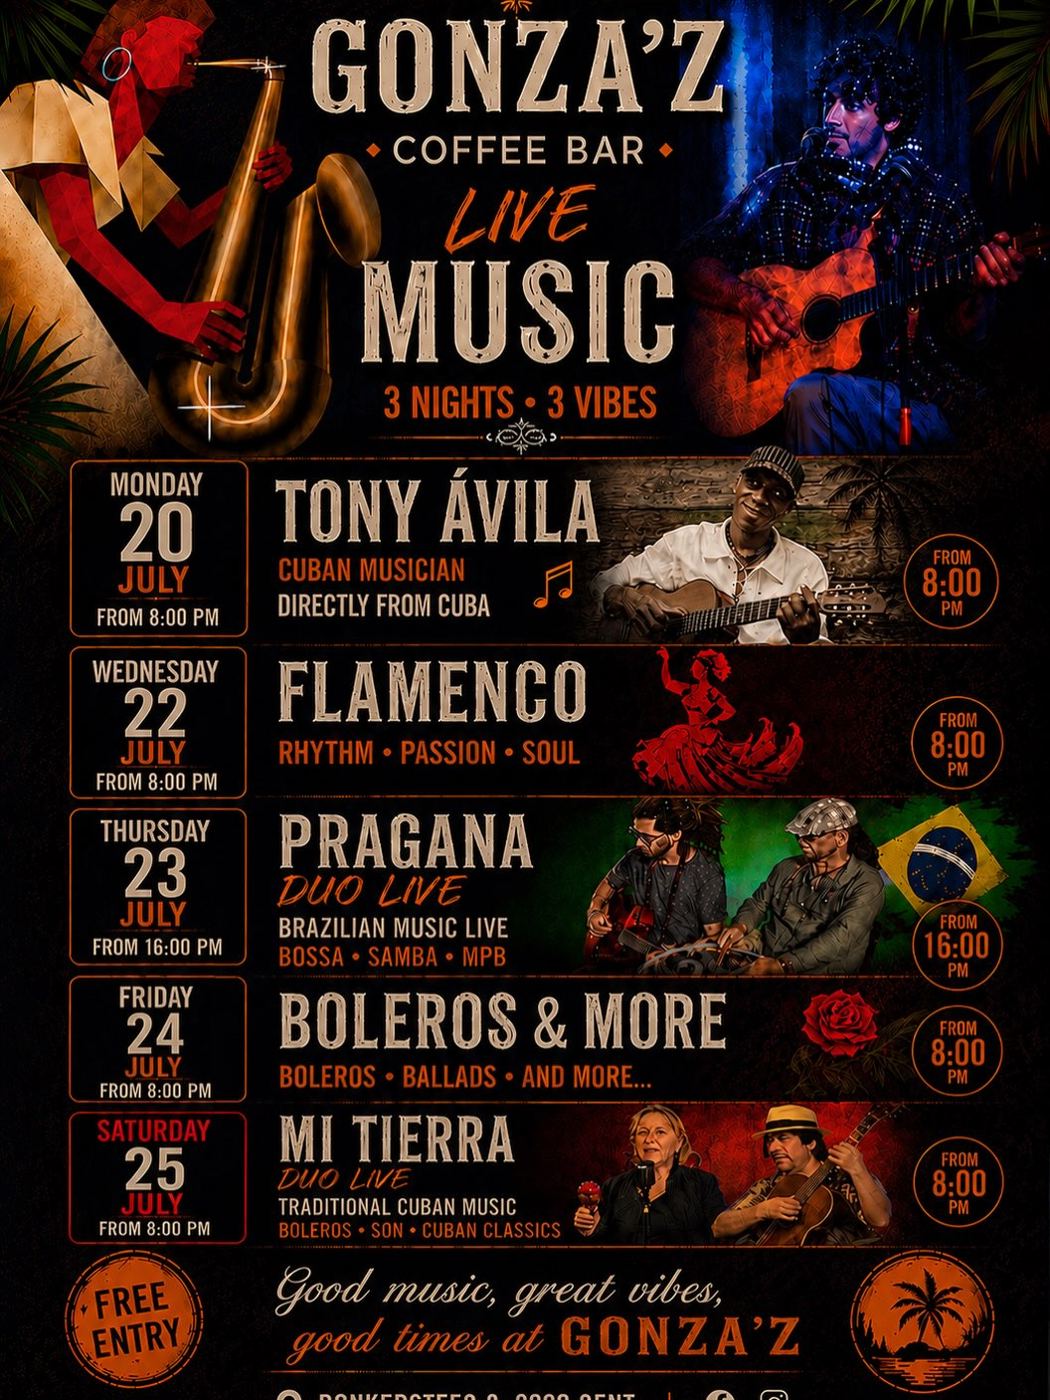 GONZA'Z
COFFEE BAR
LIVE
MUSIC
3 NIGHTS • 3 VIBES
MONDAY
20
JULY
FROM 8:00 PM
TONY ÁVILA
CUBAN MUSICIAN
DIRECTLY FROM CUBA
FROM
8:00
PM
WEDNESDAY
22
JULY
FROM 8:00 PM
FLAMENCO
RHYTHM • PASSION • SOUL
FROM
8:00
PM
THURSDAY
23
JULY
FROM 16:00 PM
PRAGANA
DUO LIVE
BRAZILIAN MUSIC LIVE
BOSSA • SAMBA • MPB
FROM
16:00
PM
FRIDAY
24
JULY
FROM 8:00 PM
BOLEROS & MORE
BOLEROS • BALLADS • AND MORE...
FROM
8:00
PM
SATURDAY
25
JULY
FROM 8:00 PM
MI TIERRA
DUO LIVE
TRADITIONAL CUBAN MUSIC
BOLEROS • SON • CUBAN CLASSICS
FROM
8:00
PM
FREE
ENTRY
Good music, great vibes,
good times at GONZA'Z